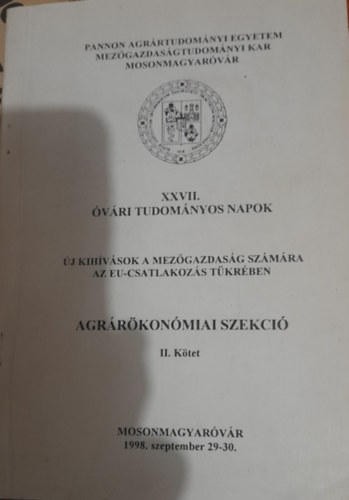 PANNON AGRÁRTUDOMÁNYI EGYETEM
MEZŐGAZDASÁGTUDOMÁNYI KAR
MOSONMAGYARÓVÁR
XXVII.
ÓVÁRI TUDOMÁNYOS NAPOK
ÚJ KIHÍVÁSOK A MEZŐGAZDASÁG SZÁMÁRA
AZ EU-CSATLAKOZÁS TÜKRÉBEN
AGRÁRÖKONÓMIAI SZEKCIÓ
II. Kötet
MOSONMAGYARÓVÁR
1998. szeptember 29-30.